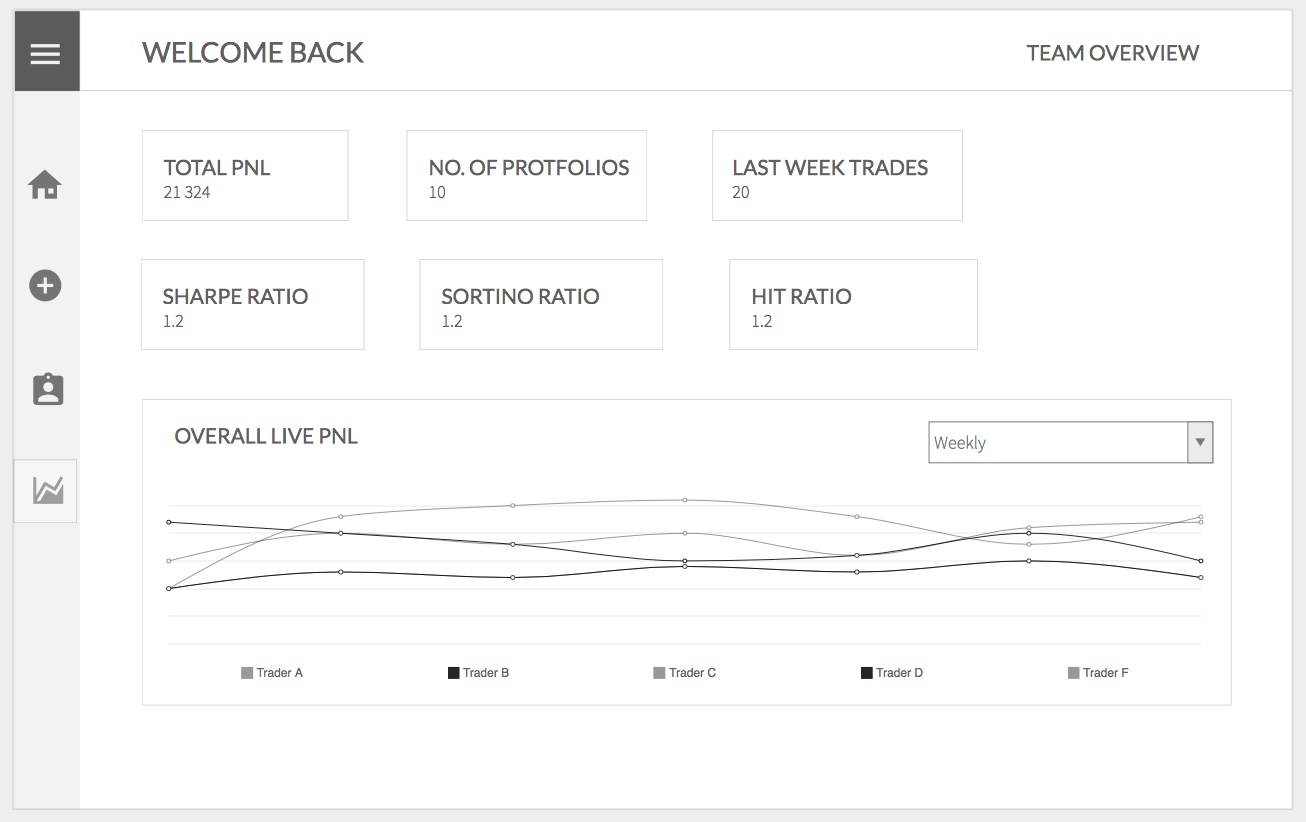 WELCOME BACK
TEAM OVERVIEW
TOTAL PNL
21 324
NO. OF PROTFOLIOS
10
LAST WEEK TRADES
20
SHARPE RATIO
1.2
SORTINO RATIO
1.2
HIT RATIO
1.2
OVERALL LIVE PNL
Weekly
Trader A
Trader B
Trader C
Trader D
Trader F